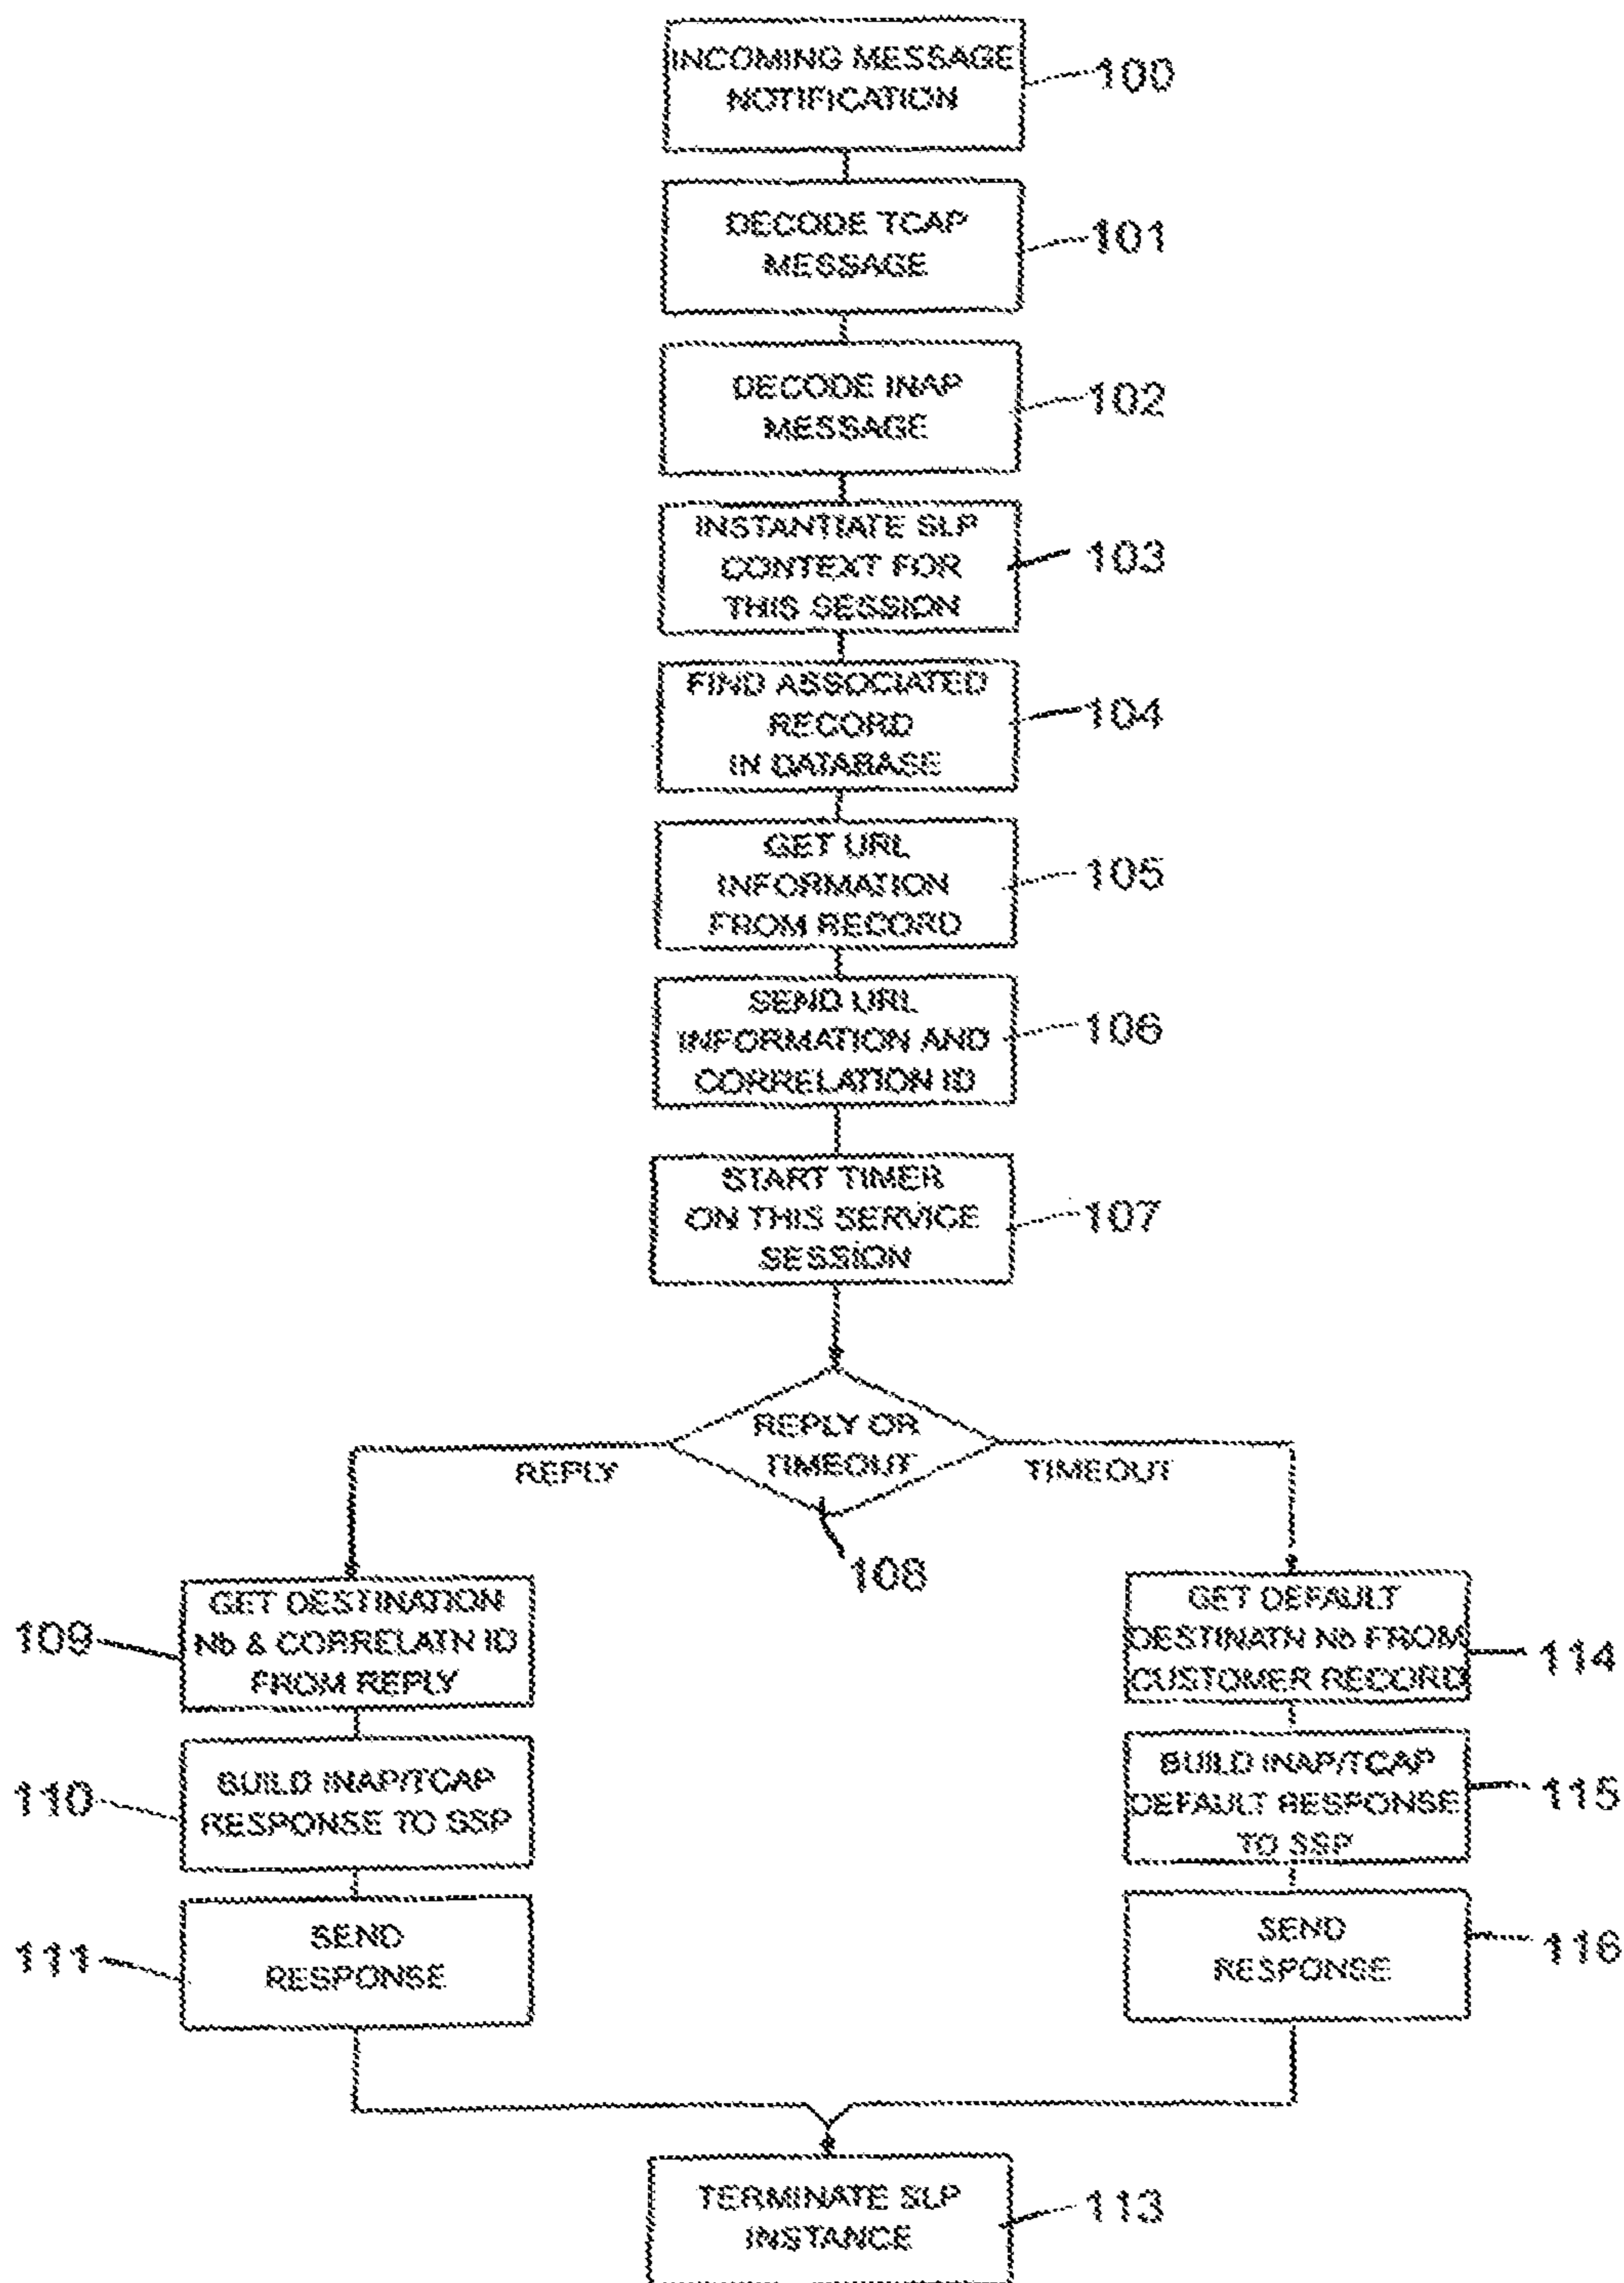 INCOMING MESSAGE
NOTIFICATION
100
DECODE TCAP
MESSAGE
101
DECODE INAP
MESSAGE
102
INSTANTIATE SLP
CONTEXT FOR
THIS SESSION
103
FIND ASSOCIATED
RECORD
IN DATABASE
104
GET URL
INFORMATION
FROM RECORD
105
SEND URL
INFORMATION AND
CORRELATION ID
106
START TIMER
ON THIS SERVICE
SESSION
107
REPLY OR
TIMEOUT
REPLY
TIMEOUT
108
GET DESTINATION
Nb & CORRELATN ID
FROM REPLY
109
BUILD INAP/TCAP
RESPONSE TO SSP
110
SEND
RESPONSE
111
GET DEFAULT
DESTINATN Nb FROM
CUSTOMER RECORD
114
BUILD INAP/TCAP
DEFAULT RESPONSE
TO SSP
115
SEND
RESPONSE
116
TERMINATE SLP
INSTANCE
113